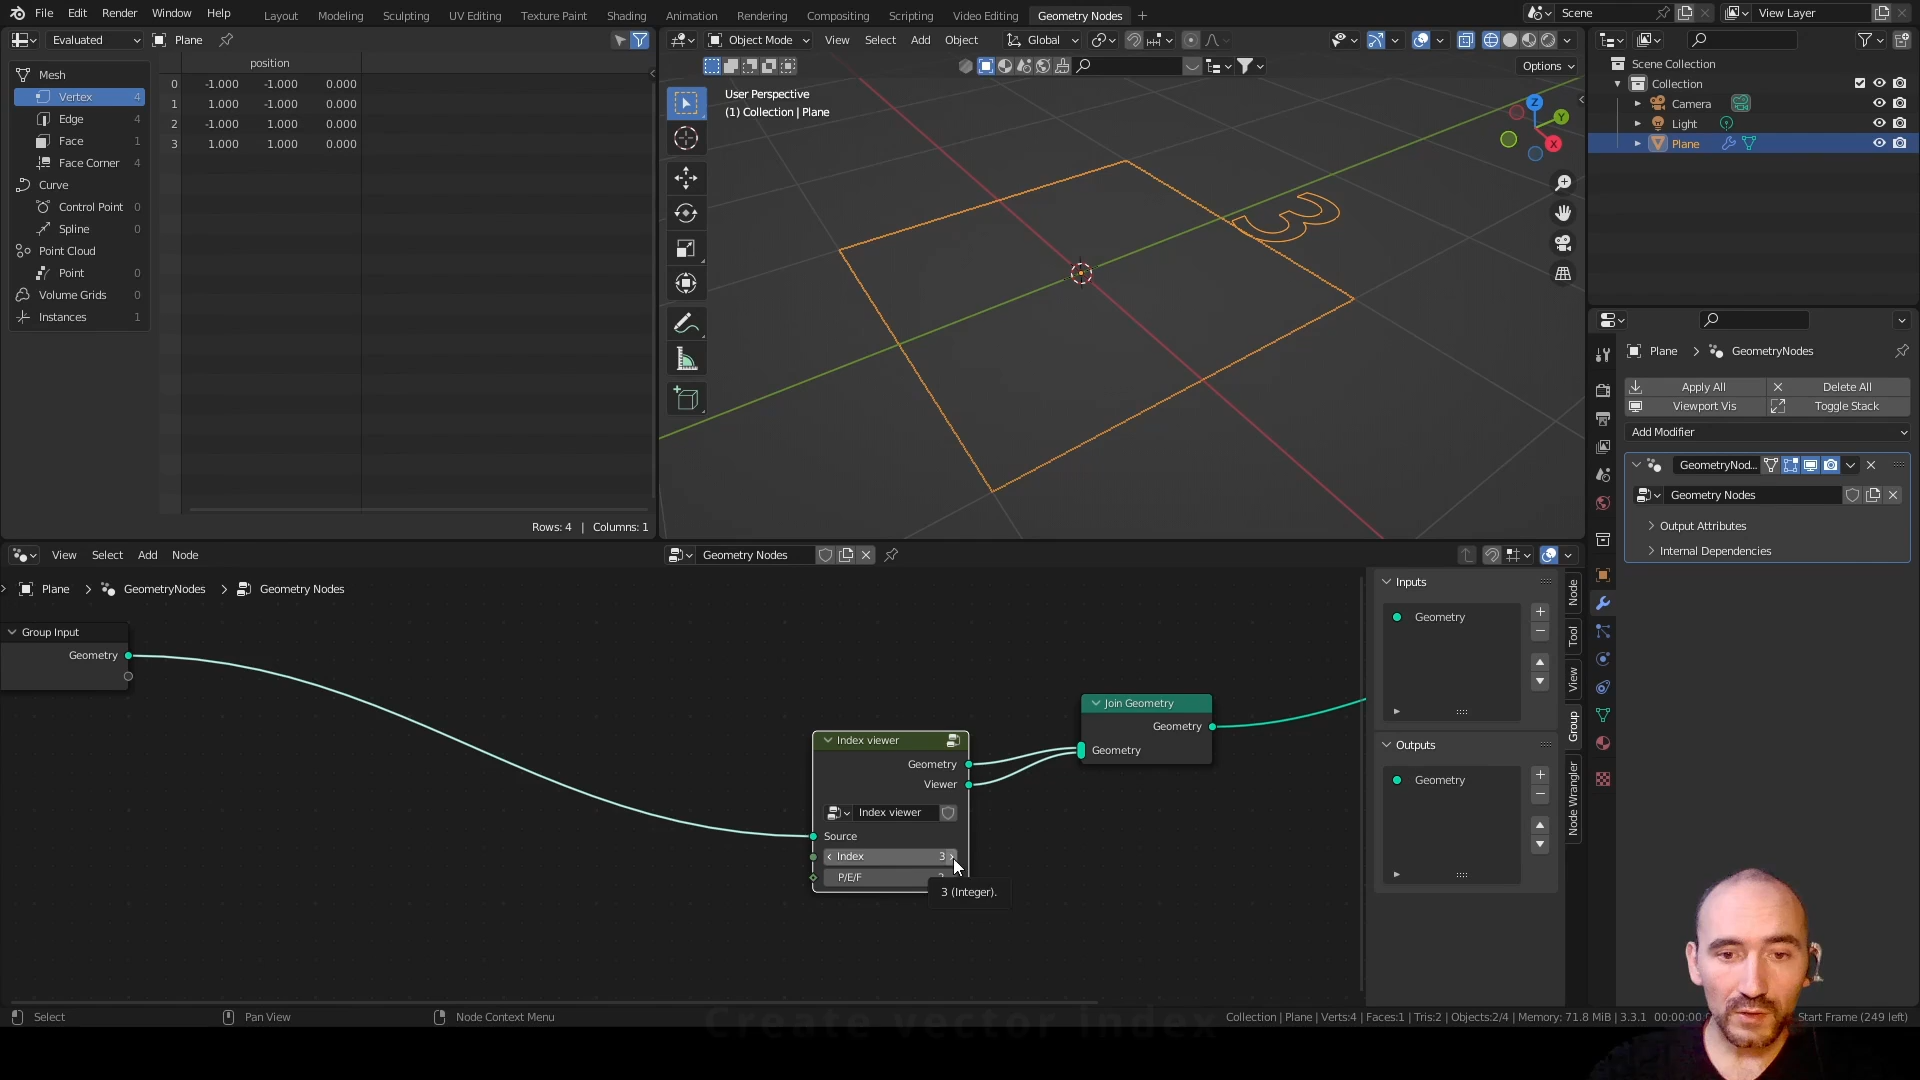 File Edit Render Window Help
Layout Modeling Sculpting UV Editing Texture Paint Shading Animation Rendering Compositing Scripting Video Editing Geometry Nodes
Scene
View Layer
Evaluated
Plane
Object Mode View Select Add Object Global
Options
position
Mesh
Vertex 4
Edge 4
Face 1
Face Corner 4
Curve
Control Point 0
Spline 0
Point Cloud
Point 0
Volume Grids 0
Instances 1
0 -1.000 -1.000 0.000
1 1.000 -1.000 0.000
2 -1.000 1.000 0.000
3 1.000 1.000 0.000
Rows: 4 | Columns: 1
User Perspective
(1) Collection | Plane
Z
Y
X
3
Scene Collection
Collection
Camera
Light
Plane
Plane > GeometryNodes
Apply All
Delete All
Viewport Vis
Toggle Stack
Add Modifier
GeometryNod...
Geometry Nodes
Output Attributes
Internal Dependencies
View Select Add Node
Geometry Nodes
Plane > GeometryNodes > Geometry Nodes
Group Input
Geometry
Index viewer
Geometry
Viewer
Index viewer
Source
Index 3
P/E/F
3 (Integer).
Join Geometry
Geometry
Geometry
Inputs
Geometry
Outputs
Geometry
Node
Tool
View
Group
Node Wrangler
Select
Pan View
Node Context Menu
Create vector index
Collection | Plane | Verts:4 | Faces:1 | Tris:2 | Objects:2/4 | Memory: 71.8 MiB | 3.3.1
00:00:00.
Start Frame (249 left)